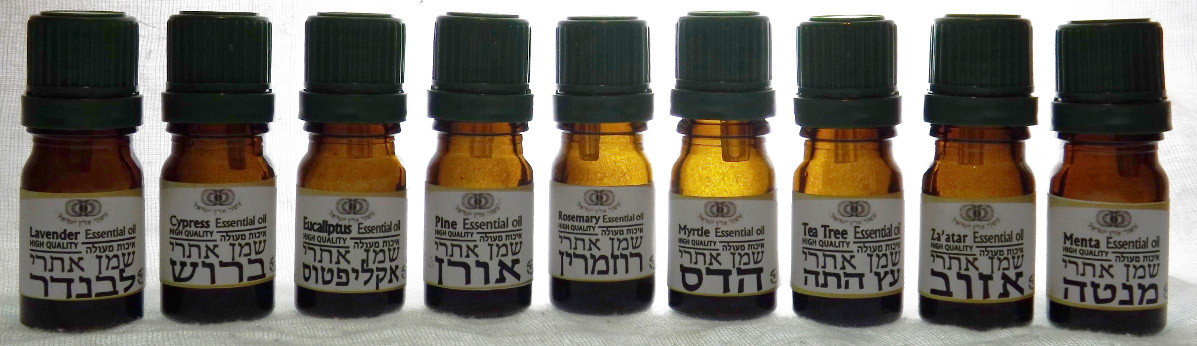 Lavender Essential oil
HIGH QUALITY איכות מעולה
שמן אתרי
לבנדר
Cypress Essential oil
HIGH QUALITY איכות מעולה
שמן אתרי
ברוש
Eucaliptus Essential oil
HIGH QUALITY איכות מעולה
שמן אתרי
אקליפטוס
Pine Essential oil
HIGH QUALITY איכות מעולה
שמן אתרי
אורן
Rosemary Essential oil
HIGH QUALITY איכות מעולה
שמן אתרי
רוזמרין
Myrtle Essential oil
HIGH QUALITY איכות מעולה
שמן אתרי
הדס
Tea Tree Essential oil
HIGH QUALITY איכות מעולה
שמן אתרי
עץ התה
Za'atar Essential oil
HIGH QUALITY איכות מעולה
שמן אתרי
אזוב
Menta Essential oil
HIGH QUALITY איכות מעולה
שמן אתרי
מנטה